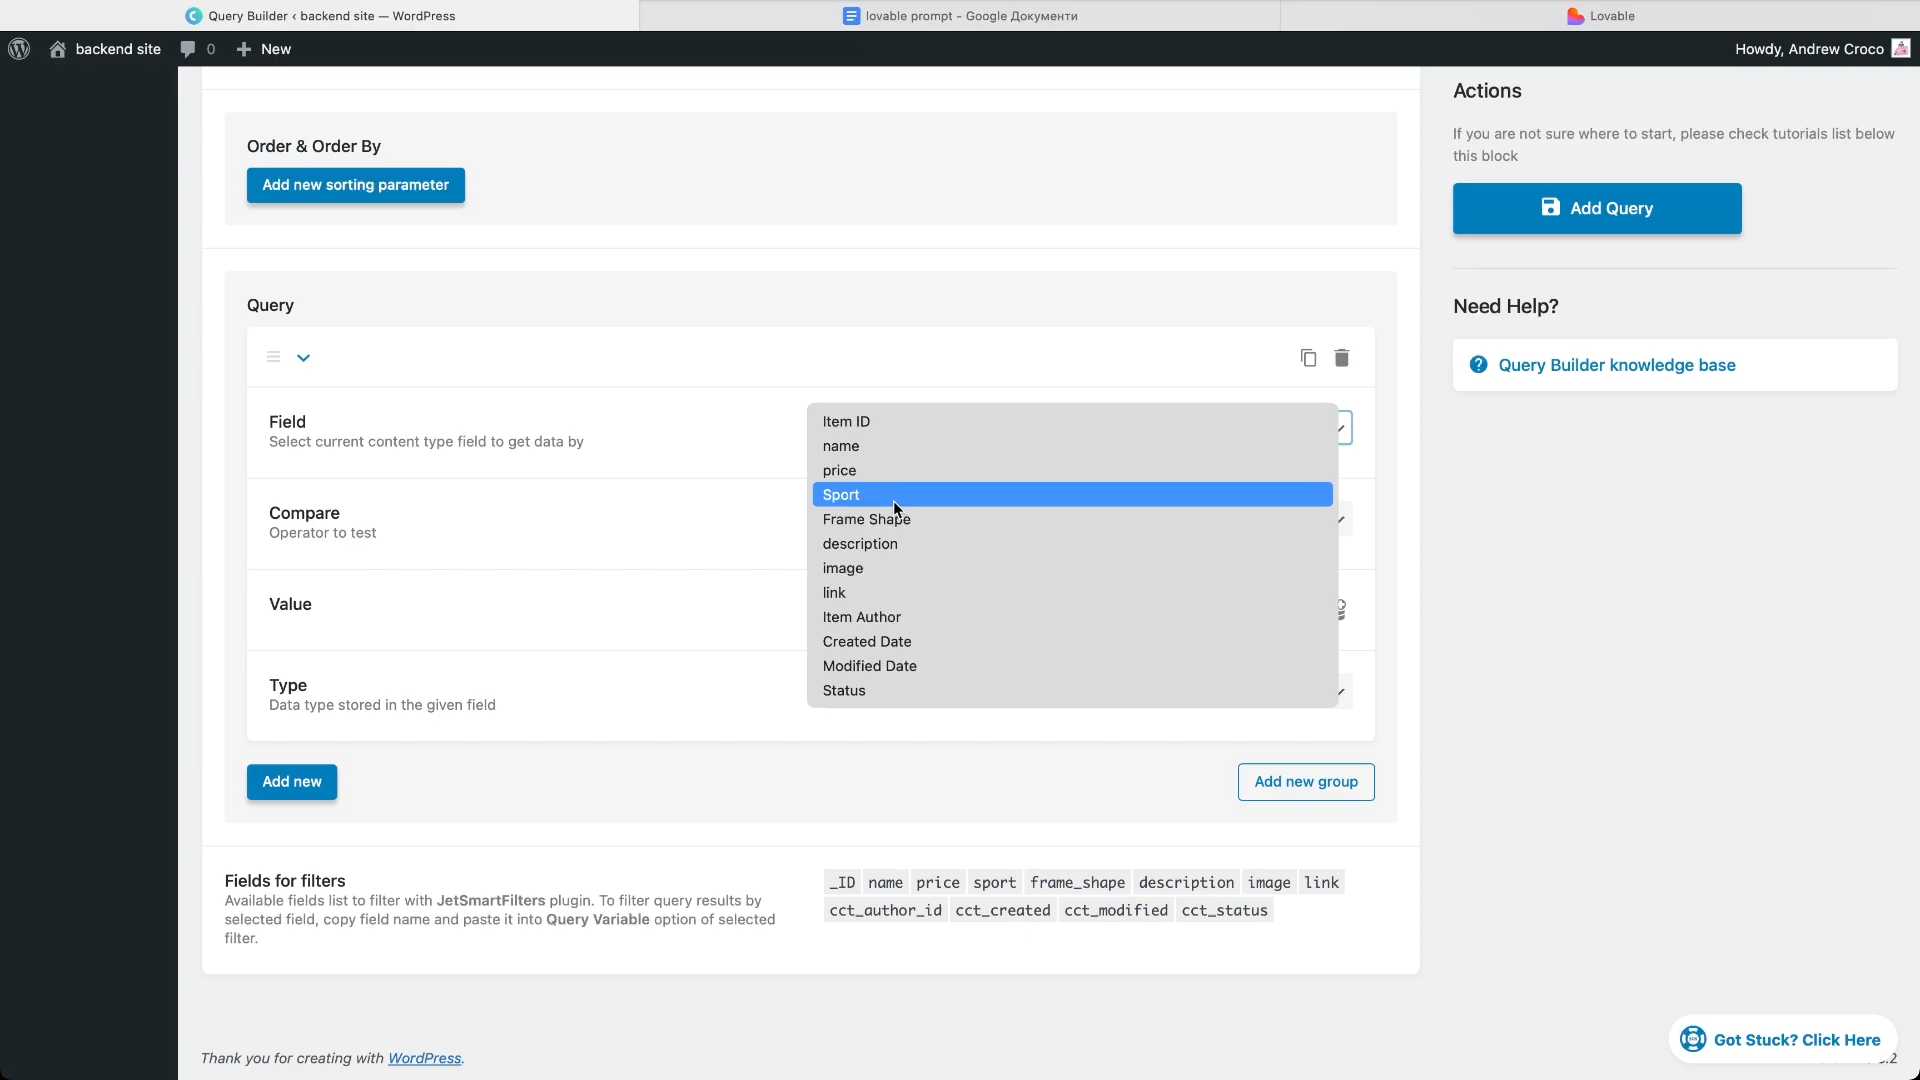 Query Builder ‹ backend site — WordPress
lovable prompt - Google Документи
Lovable
backend site
0
New
Howdy, Andrew Croco
Order & Order By
Add new sorting parameter
Query
Field
Select current content type field to get data by
Compare
Operator to test
Value
Type
Data type stored in the given field
Item ID
name
price
Sport
Frame Shape
description
image
link
Item Author
Created Date
Modified Date
Status
Add new
Add new group
Fields for filters
Available fields list to filter with JetSmartFilters plugin. To filter query results by
selected field, copy field name and paste it into Query Variable option of selected
filter.
_ID name price sport frame_shape description image link
cct_author_id cct_created cct_modified cct_status
Thank you for creating with WordPress.
Actions
If you are not sure where to start, please check tutorials list below
this block
Add Query
Need Help?
Query Builder knowledge base
Got Stuck? Click Here